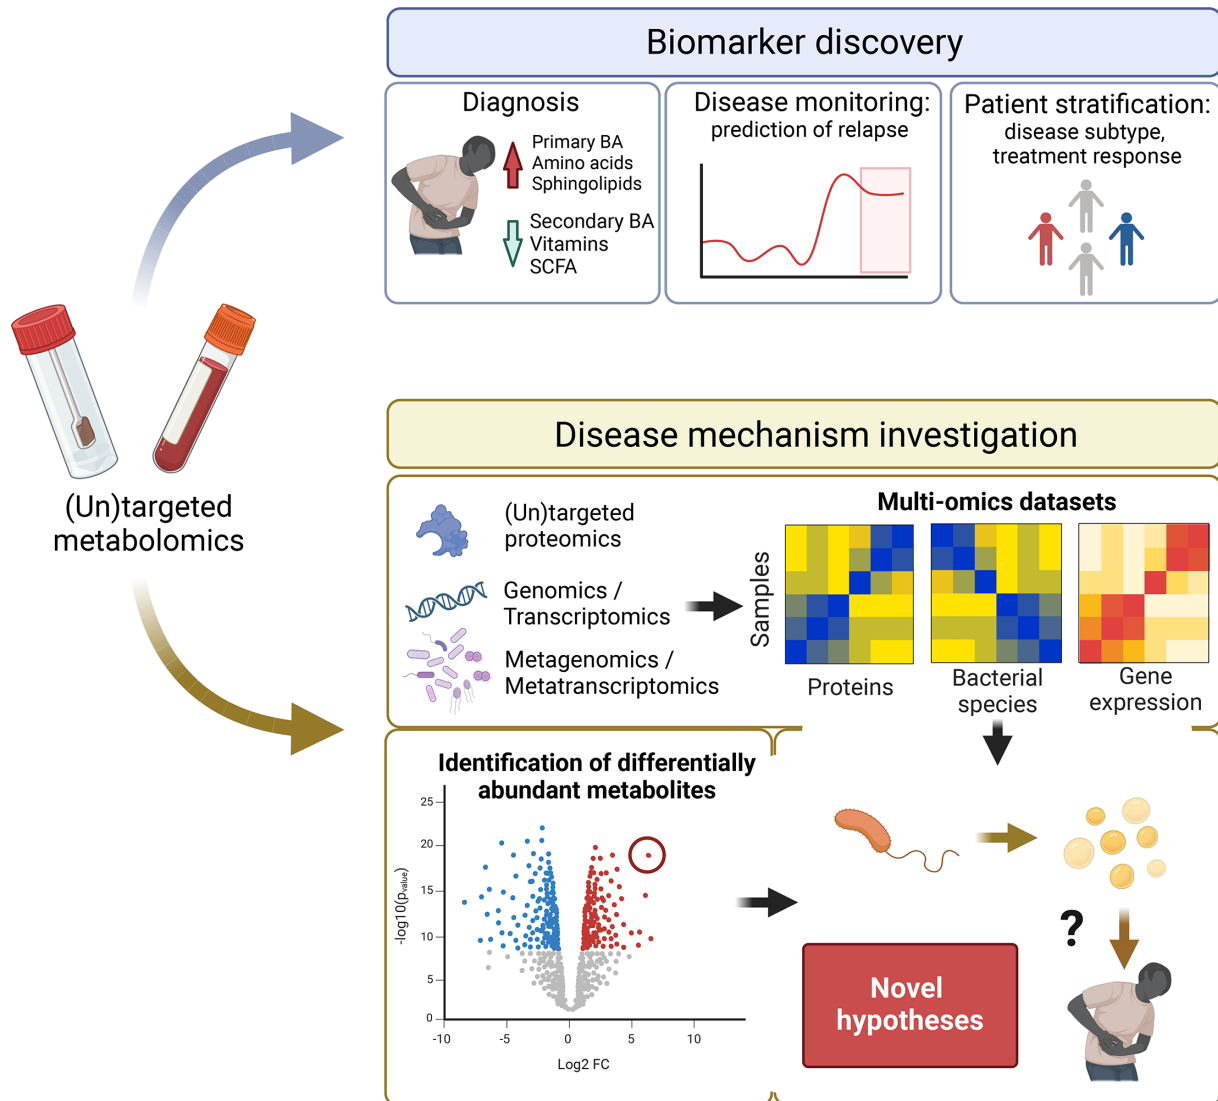 Biomarker discovery
Diagnosis
Primary BA
Amino acids
Sphingolipids
Secondary BA
Vitamins
SCFA
Disease monitoring:
prediction of relapse
Patient stratification:
disease subtype,
treatment response
(Un)targeted
metabolomics
Disease mechanism investigation
(Un)targeted
proteomics
Genomics /
Transcriptomics
Metagenomics /
Metatranscriptomics
Multi-omics datasets
Samples
Proteins
Bacterial
species
Gene
expression
Identification of differentially
abundant metabolites
-log10(pvalue)
25
20
15
10
5
0
-10
-5
0
5
10
Log2 FC
?
Novel
hypotheses